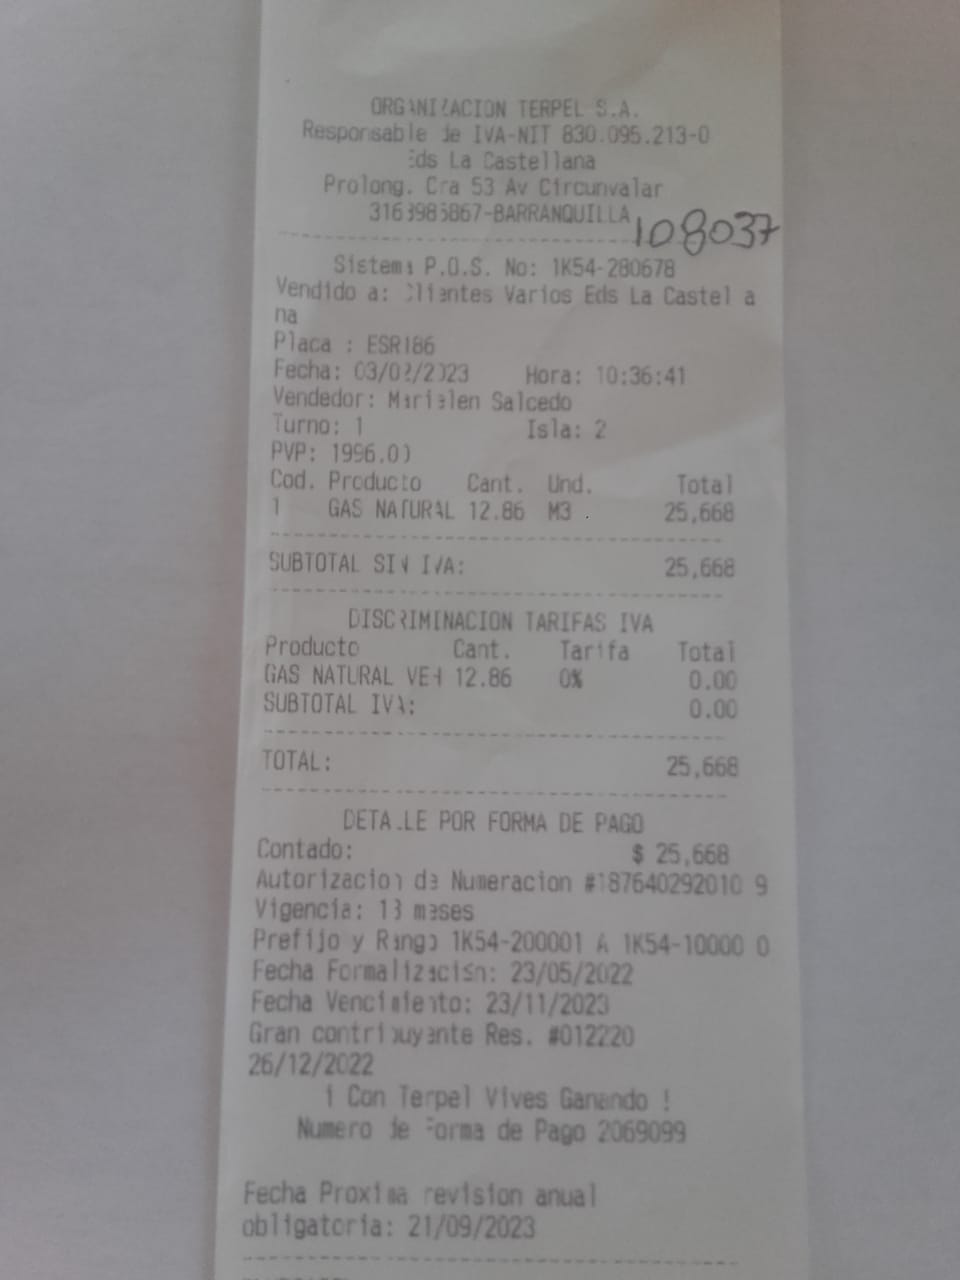 ORGANIZACION TERPEL S.A.
Responsable de IVA-NIT 830.095.213-0
Eds La Castellana
Prolong. Cra 53 Av Circunvalar
3163985867-BARRANQUILLA
108037
Sistema P.O.S. No: 1K54-280678
Vendido a: Clientes Varios Eds La Castel a
na
Placa : ESR186
Fecha: 03/02/2023 Hora: 10:36:41
Vendedor: Marielen Salcedo
Turno: 1 Isla: 2
PVP: 1996.00
Cod. Producto Cant. Und. Total
1 GAS NATURAL 12.86 M3 25,668
SUBTOTAL SIN IVA: 25,668
DISCRIMINACION TARIFAS IVA
Producto Cant. Tarifa Total
GAS NATURAL VEH 12.86 0% 0.00
SUBTOTAL IVA: 0.00
TOTAL: 25,668
DETALLE POR FORMA DE PAGO
Contado: $ 25,668
Autorizacion de Numeracion #187640292010 9
Vigencia: 18 meses
Prefijo y Rango 1K54-200001 A 1K54-10000 0
Fecha Formalización: 23/05/2022
Fecha Vencimiento: 23/11/2023
Gran contribuyente Res. #012220
26/12/2022
¡ Con Terpel Vives Ganando !
Numero de Forma de Pago 2069099
Fecha Proxima revision anual
obligatoria: 21/09/2023